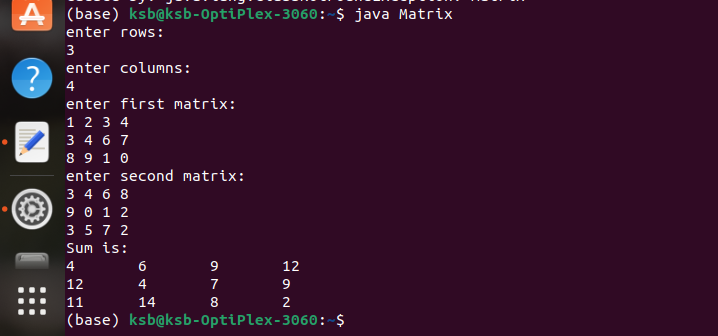 (base) ksb@ksb-OptiPlex-3060:~$ java Matrix
enter rows:
3
enter columns:
4
enter first matrix:
1 2 3 4
3 4 6 7
8 9 1 0
enter second matrix:
3 4 6 8
9 0 1 2
3 5 7 2
Sum is:
4 6 9 12
12 4 7 9
11 14 8 2
(base) ksb@ksb-OptiPlex-3060:~$